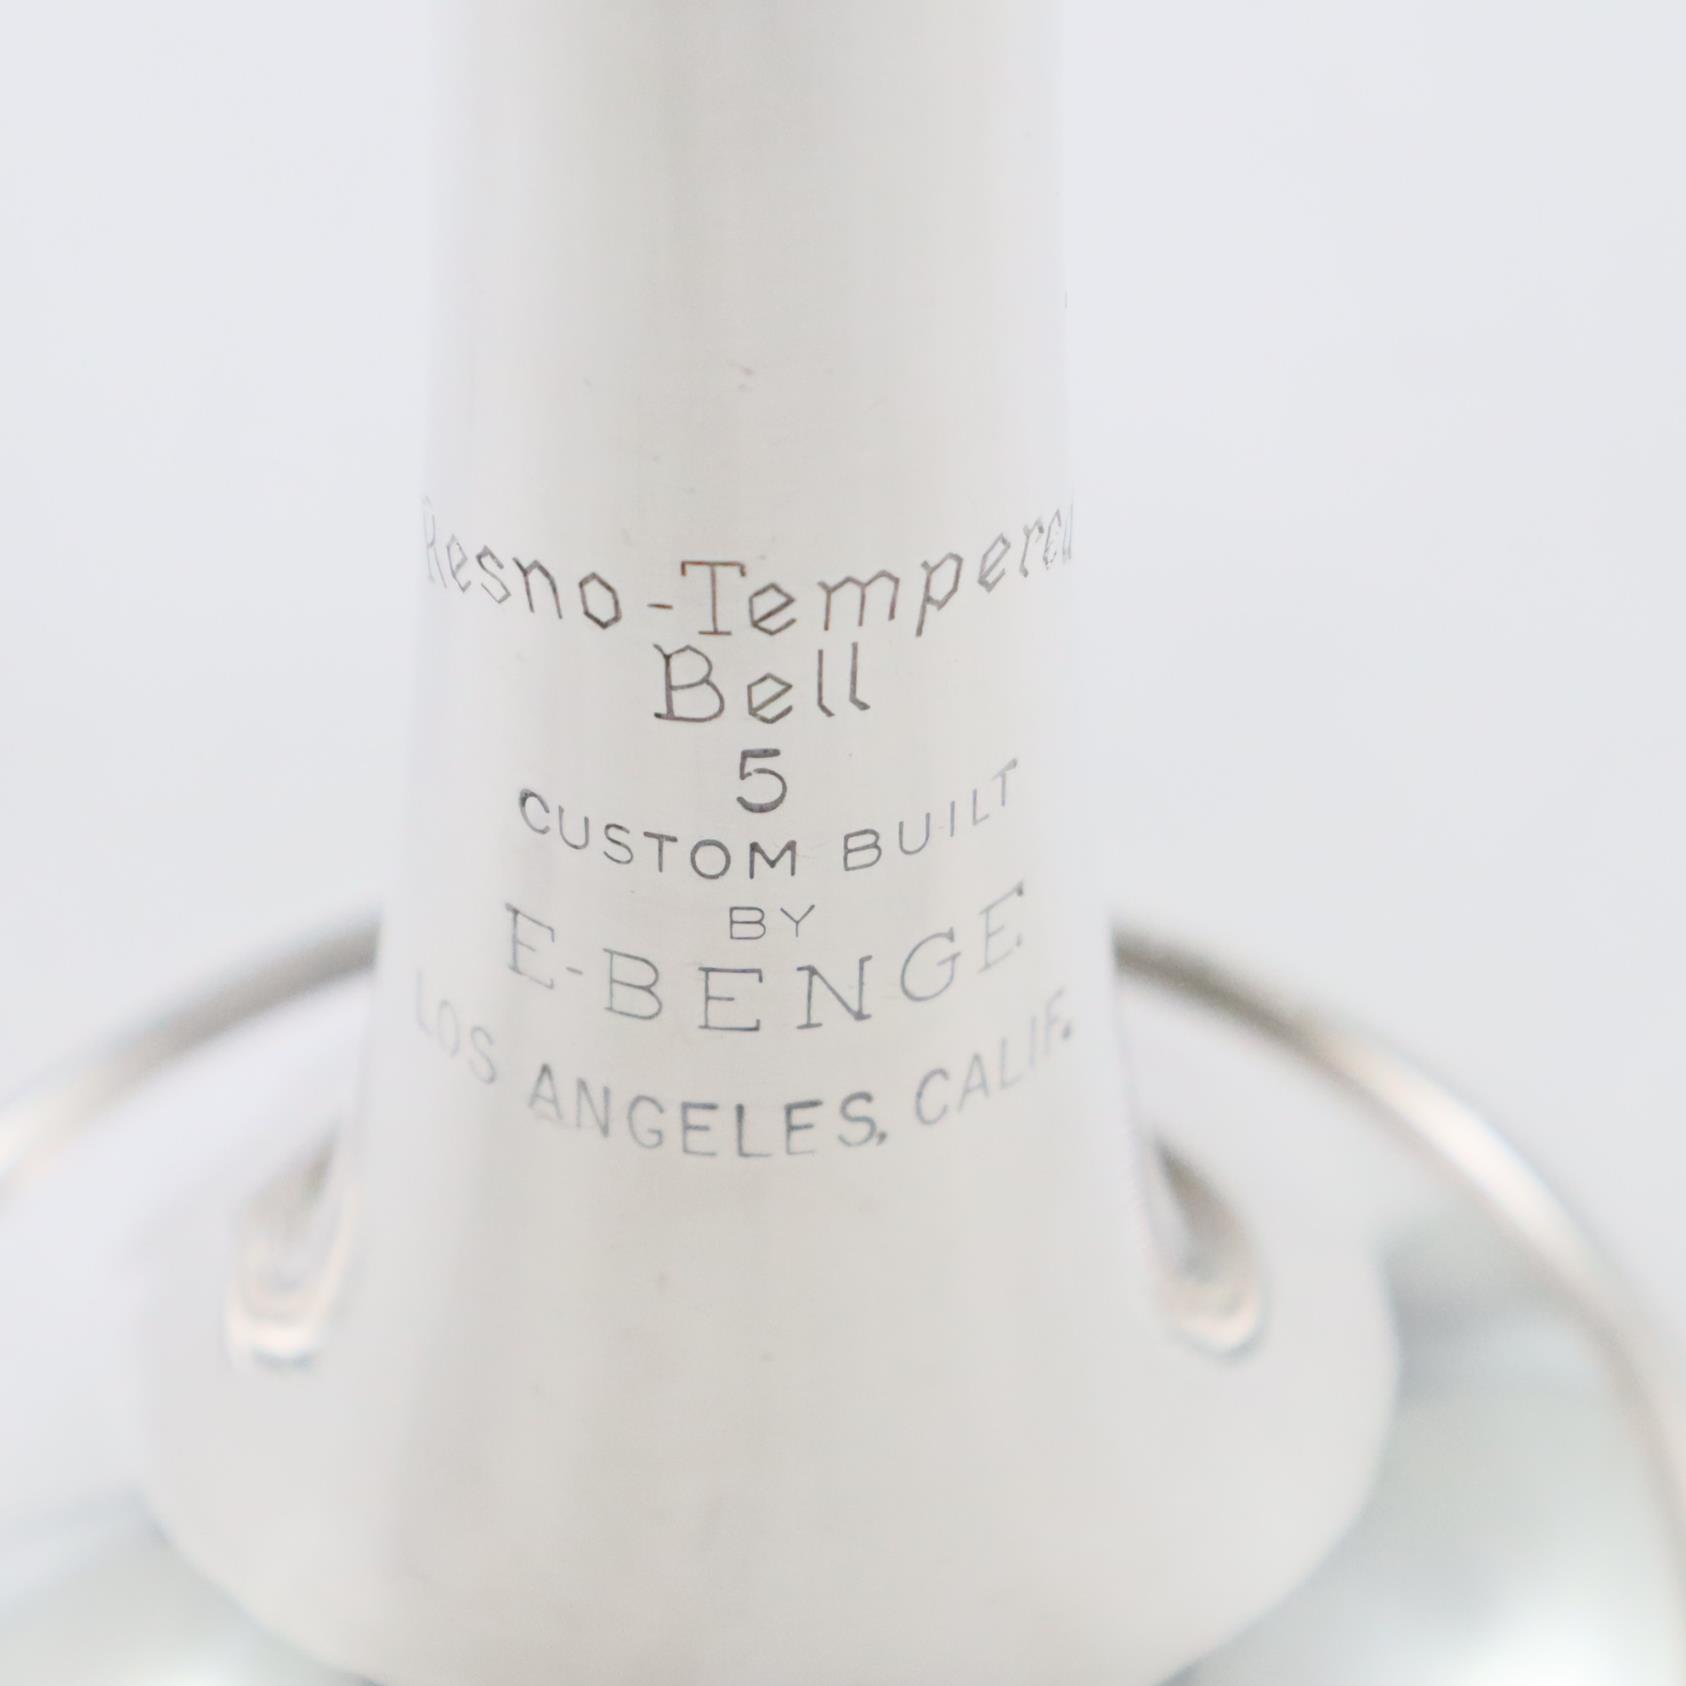 Resno-Tempered
Bell
5
CUSTOM BUILT
BY
E-BENGE
LOS ANGELES, CALIF.